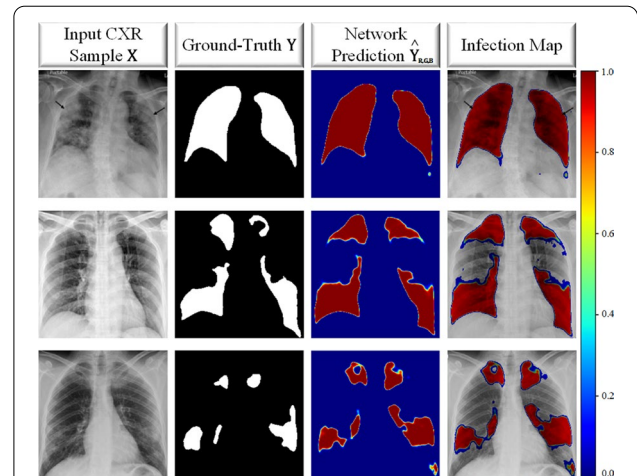 Input CXR
Sample X
Ground-Truth Y
Network
Prediction Ŷ R,G,B
Infection Map
Portable
1.0
0.8
0.6
0.4
0.2
0.0